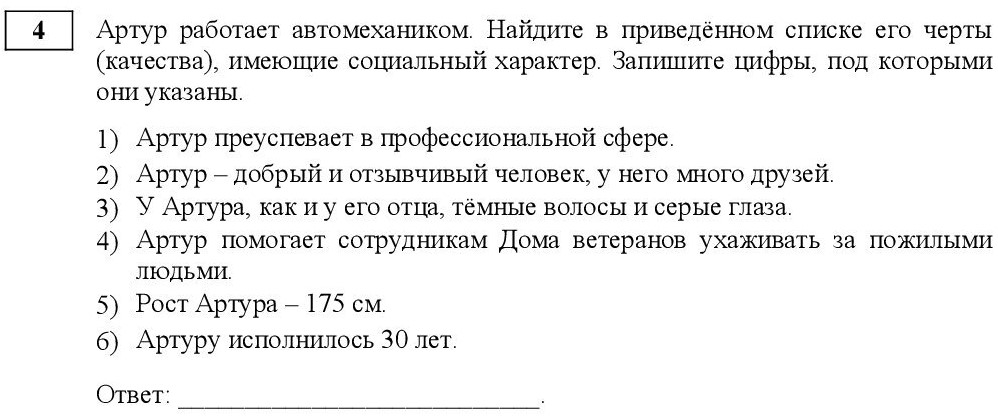 4
Артур работает автомехаником. Найдите в приведённом списке его черты
(качества), имеющие социальный характер. Запишите цифры, под которыми
они указаны.
1) Артур преуспевает в профессиональной сфере.
2) Артур – добрый и отзывчивый человек, у него много друзей.
3) У Артура, как и у его отца, тёмные волосы и серые глаза.
4) Артур помогает сотрудникам Дома ветеранов ухаживать за пожилыми
людьми.
5) Рост Артура – 175 см.
6) Артуру исполнилось 30 лет.
Ответ: ___________________________.